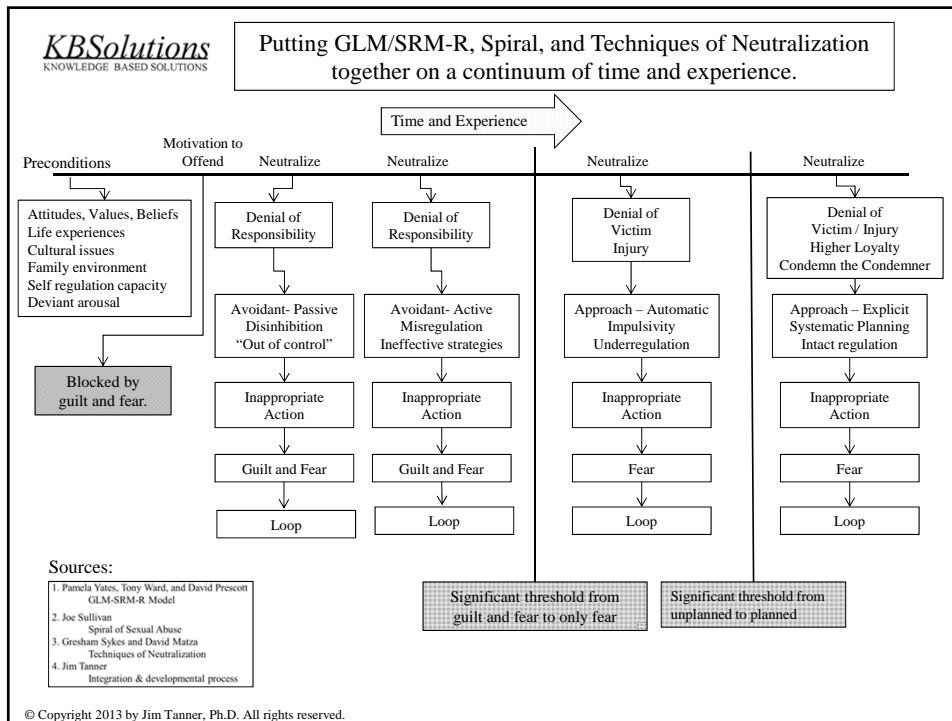 KBSolutions
KNOWLEDGE BASED SOLUTIONS
Putting GLM/SRM-R, Spiral, and Techniques of Neutralization
together on a continuum of time and experience.
Time and Experience
Preconditions
Motivation to
Offend
Neutralize
Neutralize
Neutralize
Neutralize
Attitudes, Values, Beliefs
Life experiences
Cultural issues
Family environment
Self regulation capacity
Deviant arousal
Blocked by
guilt and fear.
Denial of
Responsibility
Avoidant- Passive
Disinhibition
“Out of control”
Inappropriate
Action
Guilt and Fear
Loop
Denial of
Responsibility
Avoidant- Active
Misregulation
Ineffective strategies
Inappropriate
Action
Guilt and Fear
Loop
Denial of
Victim
Injury
Approach – Automatic
Impulsivity
Underregulation
Inappropriate
Action
Fear
Loop
Denial of
Victim / Injury
Higher Loyalty
Condemn the Condemner
Approach – Explicit
Systematic Planning
Intact regulation
Inappropriate
Action
Fear
Loop
Significant threshold from
guilt and fear to only fear
Significant threshold from
unplanned to planned
Sources:
1. Pamela Yates, Tony Ward, and David Prescott
GLM-SRM-R Model
2. Joe Sullivan
Spiral of Sexual Abuse
3. Gresham Sykes and David Matza
Techniques of Neutralization
4. Jim Tanner
Integration & developmental process
© Copyright 2013 by Jim Tanner, Ph.D. All rights reserved.